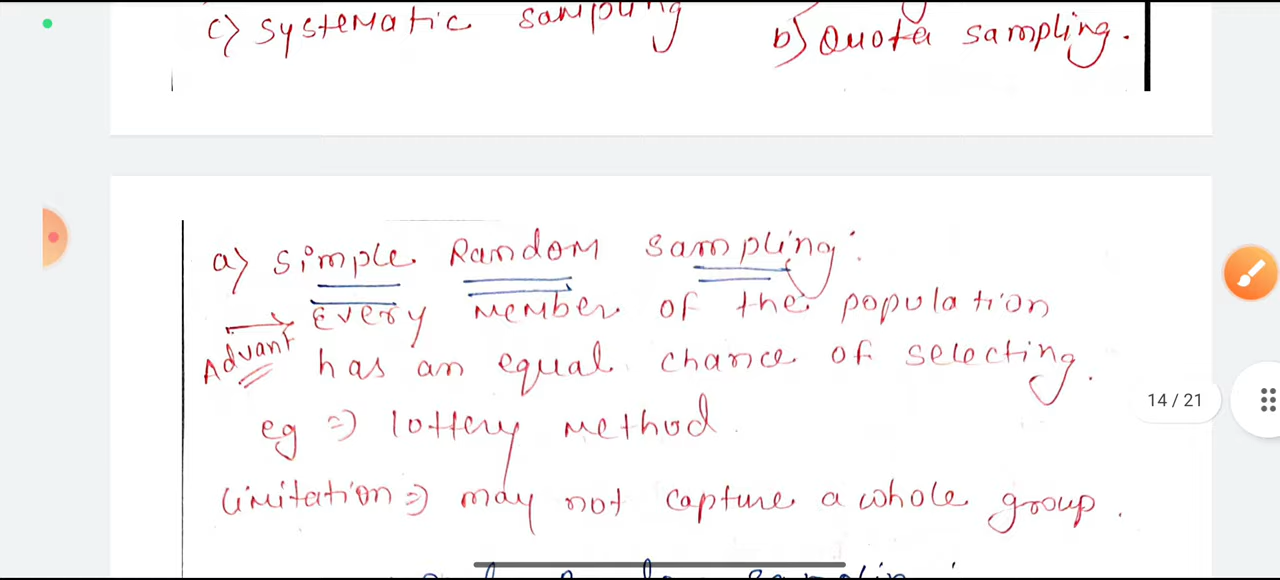 c) systematic sampling
b) Quota sampling.
a) Simple Random sampling:
→ Every member of the population
Advant
has an equal chance of selecting.
eg ⇒ lottery method.
limitation ⇒ may not capture a whole group.
14 / 21